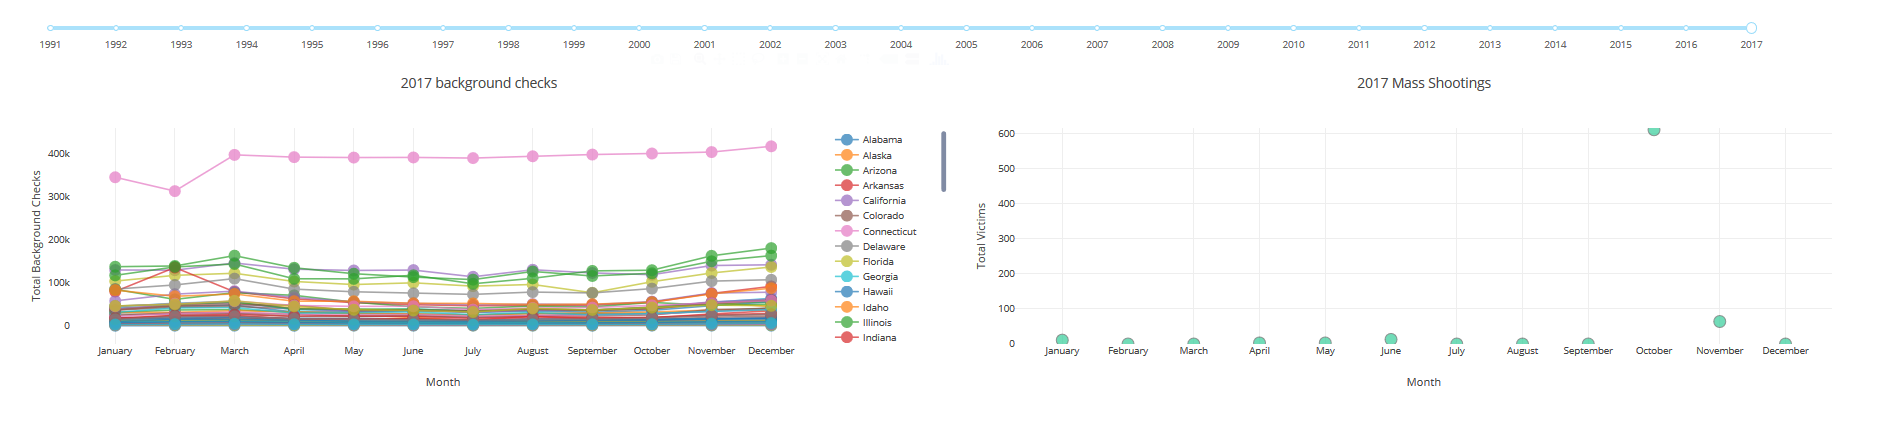 1991 1992 1993 1994 1995 1996 1997 1998 1999 2000 2001 2002 2003 2004 2005 2006 2007 2008 2009 2010 2011 2012 2013 2014 2015 2016 2017
2017 background checks
Total Background Checks
400k
300k
200k
100k
0
January February March April May June July August September October November December
Month
Alabama
Alaska
Arizona
Arkansas
California
Colorado
Connecticut
Delaware
Florida
Georgia
Hawaii
Idaho
Illinois
Indiana
2017 Mass Shootings
Total Victims
600
500
400
300
200
100
0
January February March April May June July August September October November December
Month